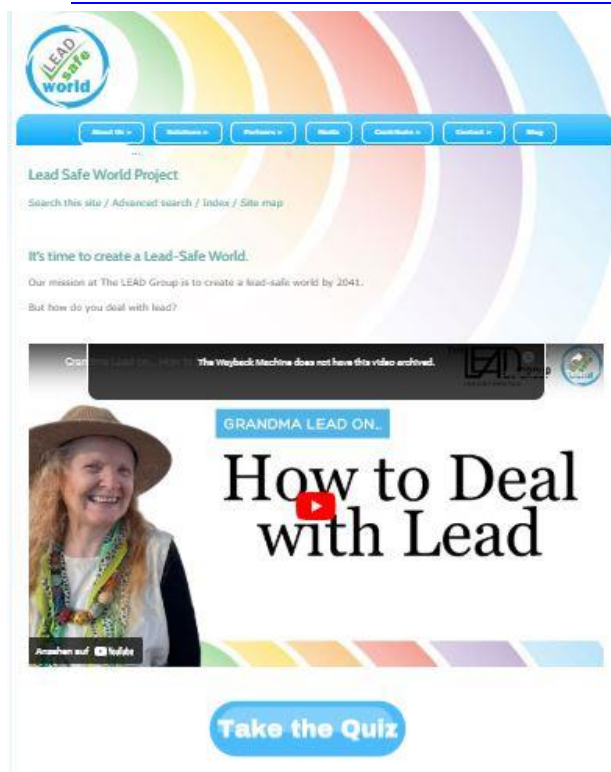 LEAD
safe
world
About Us »
Solutions »
Partners »
Media
Contribute »
Contact »
Blog
Lead Safe World Project
Search this site / Advanced search / Index / Site map
It's time to create a Lead-Safe World.
Our mission at The LEAD Group is to create a lead-safe world by 2041.
But how do you deal with lead?
The Wayback Machine does not have this video archived.
GRANDMA LEAD ON...
How to Deal
with Lead
Ansehen auf YouTube
Take the Quiz